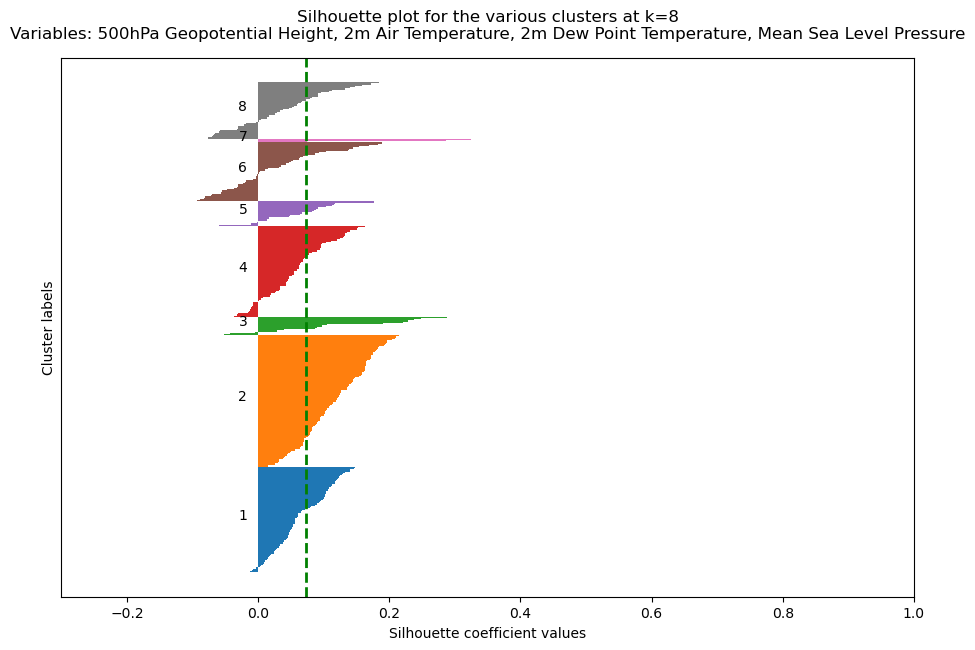 Silhouette plot for the various clusters at k=8
Variables: 500hPa Geopotential Height, 2m Air Temperature, 2m Dew Point Temperature, Mean Sea Level Pressure
8
7
6
5
4
3
2
1
Cluster labels
−0.2 0.0 0.2 0.4 0.6 0.8 1.0
Silhouette coefficient values